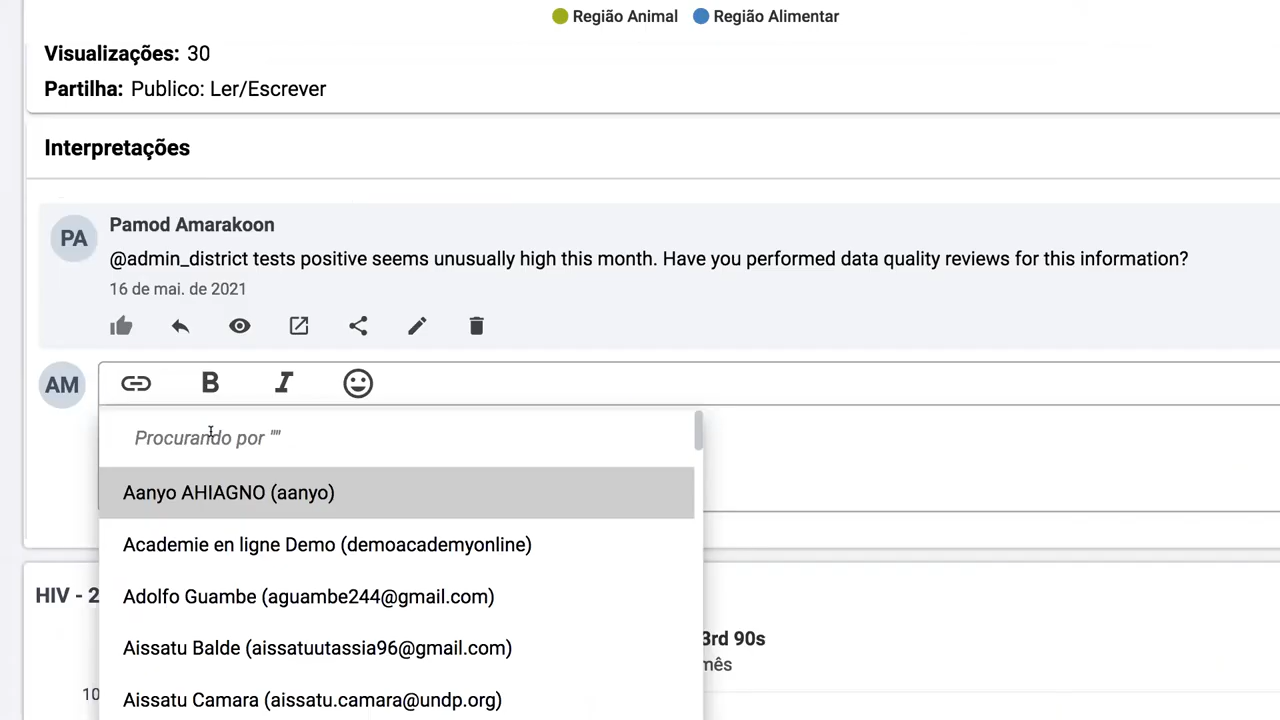 Região Animal Região Alimentar
Visualizações: 30
Partilha: Publico: Ler/Escrever
Interpretações
PA
Pamod Amarakoon
@admin_district tests positive seems unusually high this month. Have you performed data quality reviews for this information?
16 de mai. de 2021
AM
B I
Procurando por ""
Aanyo AHIAGNO (aanyo)
Academie en ligne Demo (demoacademyonline)
Adolfo Guambe (aguambe244@gmail.com)
Aissatu Balde (aissatuutassia96@gmail.com)
Aissatu Camara (aissatu.camara@undp.org)
HIV - 2
3rd 90s
mês
10